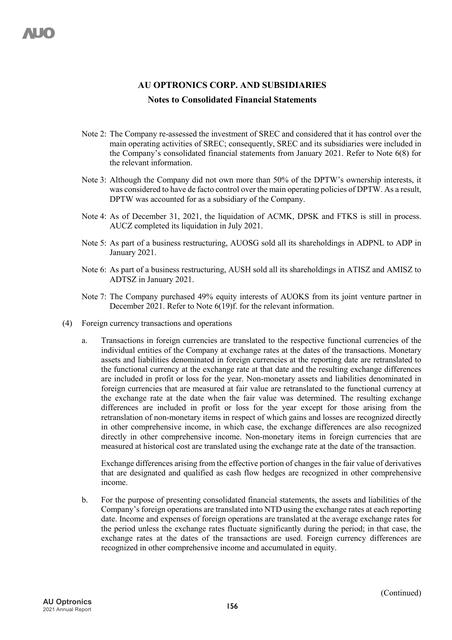 AUO
AU OPTRONICS CORP. AND SUBSIDIARIES
Notes to Consolidated Financial Statements
Note 2: The Company re-assessed the investment of SREC and considered that it has control over the
main operating activities of SREC; consequently, SREC and its subsidiaries were included in
the Company's consolidated financial statements from January 2021. Refer to Note 6(8) for
the relevant information.
Note 3: Although the Company did not own more than 50% of the DPTW's ownership interests, it
was considered to have de facto control over the main operating policies of DPTW. As a result,
DPTW was accounted for as a subsidiary of the Company.
Note 4: As of December 31, 2021, the liquidation of ACMK, DPSK and FTKS is still in process.
AUCZ completed its liquidation in July 2021.
Note 5: As part of a business restructuring, AUOSG sold all its shareholdings in ADPNL to ADP in
January 2021.
Note 6: As part of a business restructuring, AUSH sold all its shareholdings in ATISZ and AMISZ to
ADTSZ in January 2021.
Note 7: The Company purchased 49% equity interests of AUOKS from its joint venture partner in
December 2021. Refer to Note 6(19)f. for the relevant information.
(4) Foreign currency transactions and operations
a. Transactions in foreign currencies are translated to the respective functional currencies of the
individual entities of the Company at exchange rates at the dates of the transactions. Monetary
assets and liabilities denominated in foreign currencies at the reporting date are retranslated to
the functional currency at the exchange rate at that date and the resulting exchange differences
are included in profit or loss for the year. Non-monetary assets and liabilities denominated in
foreign currencies that are measured at fair value are retranslated to the functional currency at
the exchange rate at the date when the fair value was determined. The resulting exchange
differences are included in profit or loss for the year except for those arising from the
retranslation of non-monetary items in respect of which gains and losses are recognized directly
in other comprehensive income, in which case, the exchange differences are also recognized
directly in other comprehensive income. Non-monetary items in foreign currencies that are
measured at historical cost are translated using the exchange rate at the date of the transaction.
Exchange differences arising from the effective portion of changes in the fair value of derivatives
that are designated and qualified as cash flow hedges are recognized in other comprehensive
income.
b. For the purpose of presenting consolidated financial statements, the assets and liabilities of the
Company's foreign operations are translated into NTD using the exchange rates at each reporting
date. Income and expenses of foreign operations are translated at the average exchange rates for
the period unless the exchange rates fluctuate significantly during the period; in that case, the
exchange rates at the dates of the transactions are used. Foreign currency differences are
recognized in other comprehensive income and accumulated in equity.
(Continued)
AU Optronics
2021 Annual Report
156